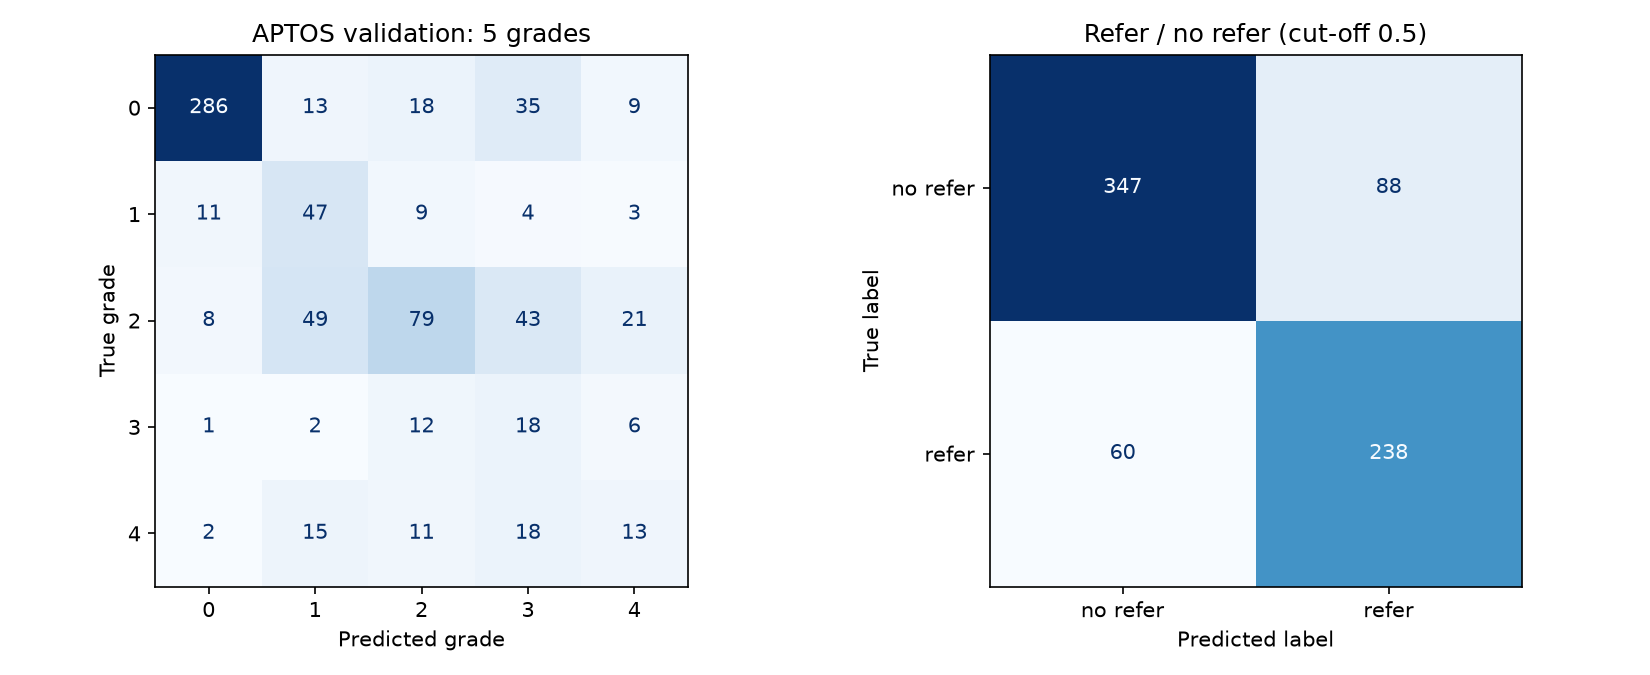 APTOS validation: 5 grades
True grade
0 286 13 18 35 9
1 11 47 9 4 3
2 8 49 79 43 21
3 1 2 12 18 6
4 2 15 11 18 13
0 1 2 3 4
Predicted grade
Refer / no refer (cut-off 0.5)
True label
no refer 347 88
refer 60 238
no refer refer
Predicted label